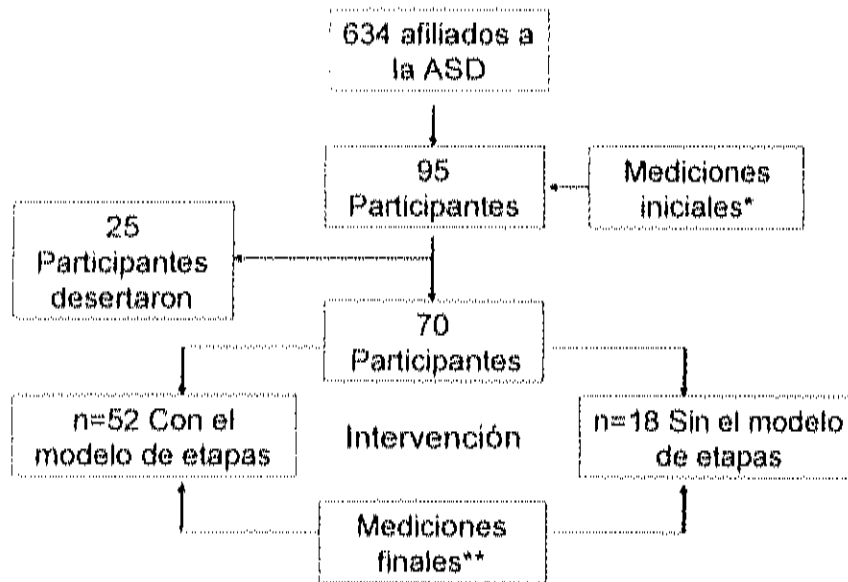 634 afiliados a
la ASD
95
Participantes
Mediciones
iniciales*
25
Participantes
desertaron
70
Participantes
n=52 Con el
modelo de etapas
Intervención
n=18 Sin el modelo
de etapas
Mediciones
finales**